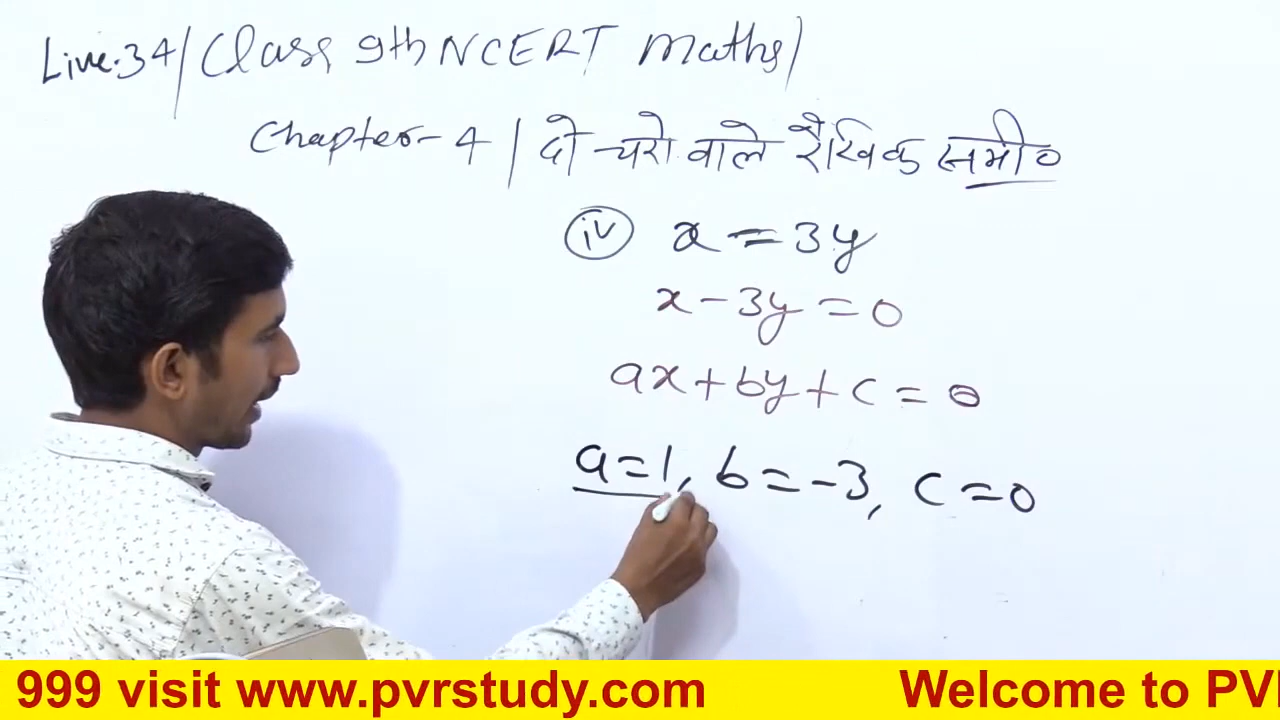 Live.34/Class 9th NCERT maths/
Chapter-4/ दो चरो वाले रैखिक समी०
iv x = 3y
x - 3y = 0
ax + by + c = 0
a = 1, b = -3, c = 0
999 visit www.pvrstudy.com Welcome to